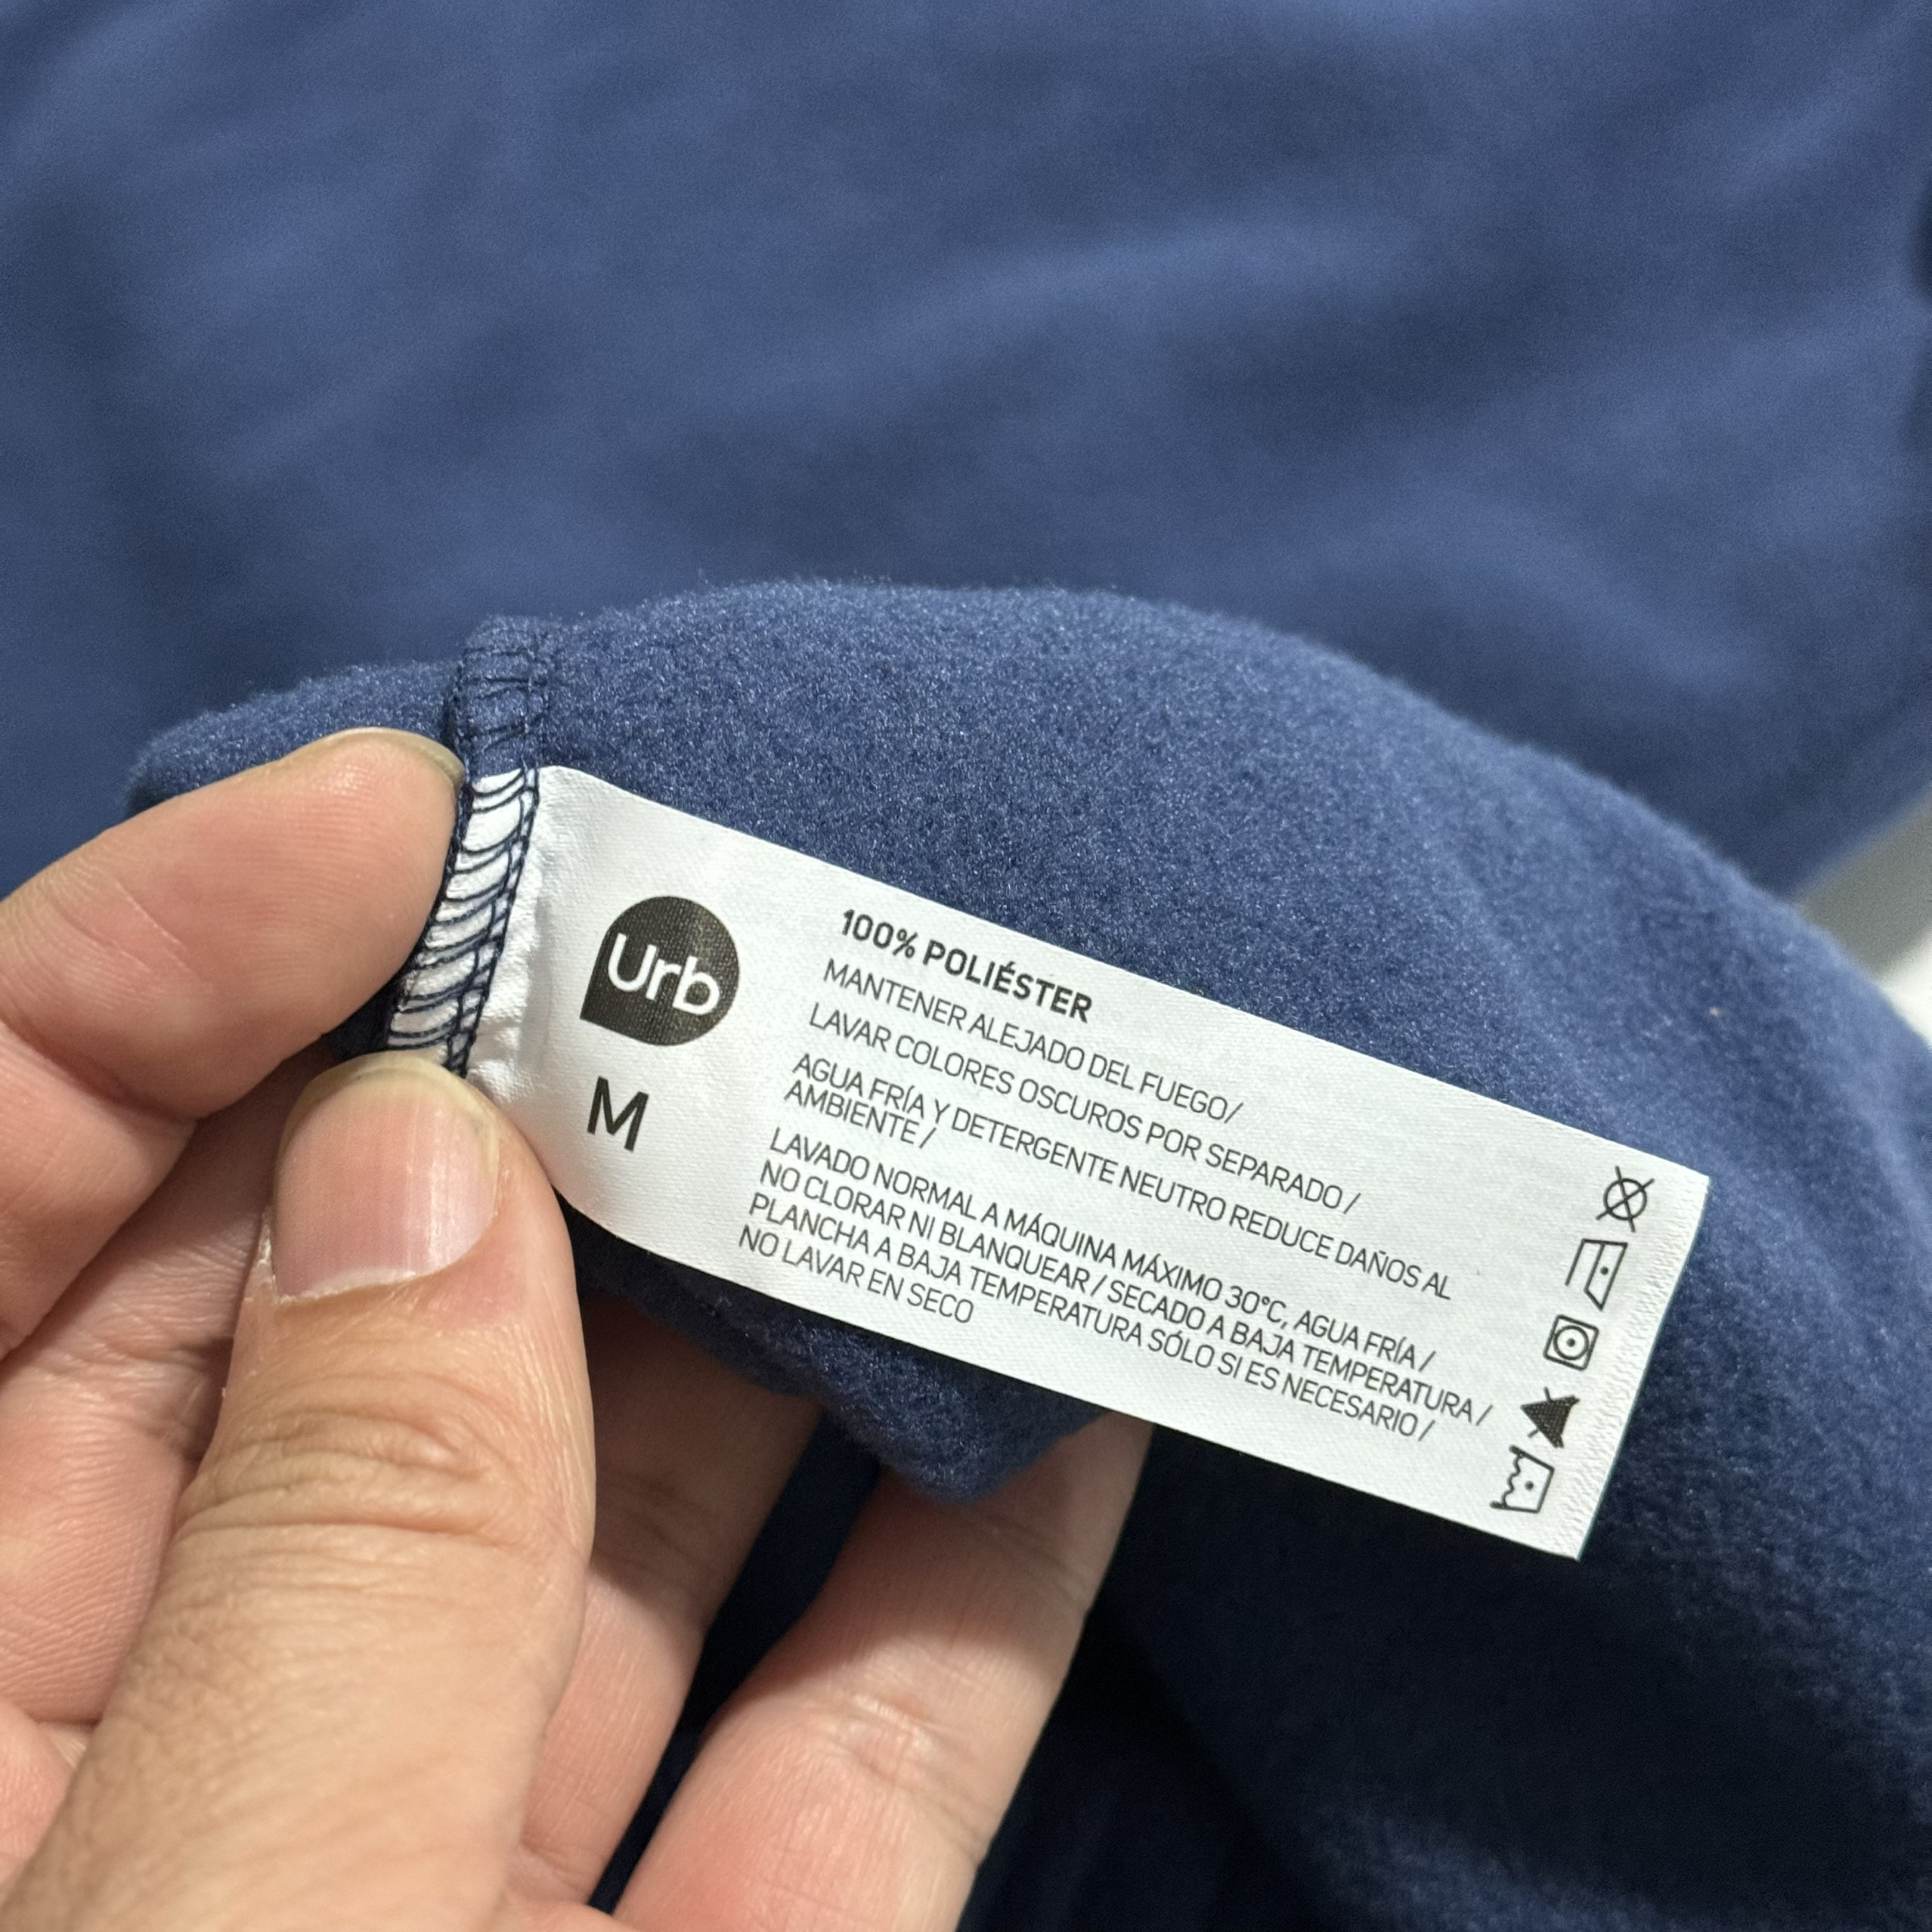 Urb
M
100% POLIÉSTER
MANTENER ALEJADO DEL FUEGO/
LAVAR COLORES OSCUROS POR SEPARADO /
AGUA FRÍA Y DETERGENTE NEUTRO REDUCE DAÑOS AL
AMBIENTE /
LAVADO NORMAL A MÁQUINA MÁXIMO 30°C, AGUA FRÍA /
NO CLORAR NI BLANQUEAR / SECADO A BAJA TEMPERATURA /
PLANCHA A BAJA TEMPERATURA SÓLO SI ES NECESARIO /
NO LAVAR EN SECO